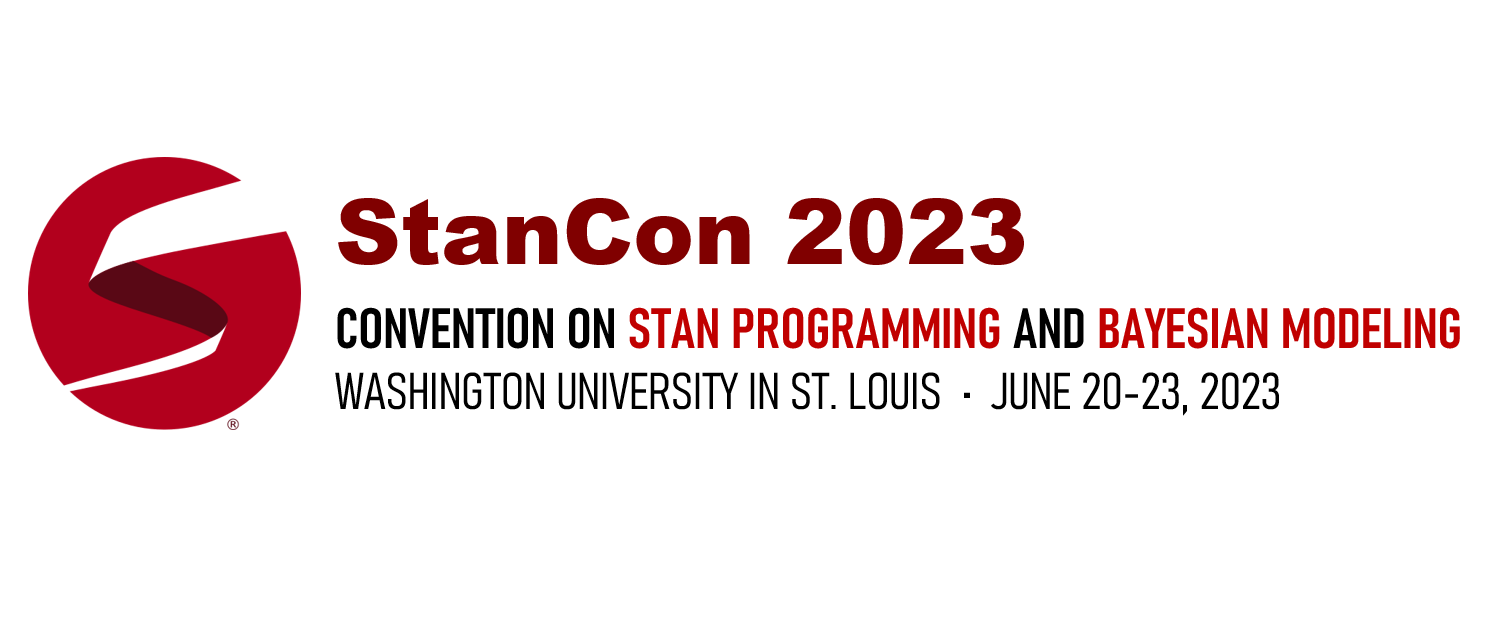 StanCon 2023
CONVENTION ON STAN PROGRAMMING AND BAYESIAN MODELING
WASHINGTON UNIVERSITY IN ST. LOUIS · JUNE 20-23, 2023
®